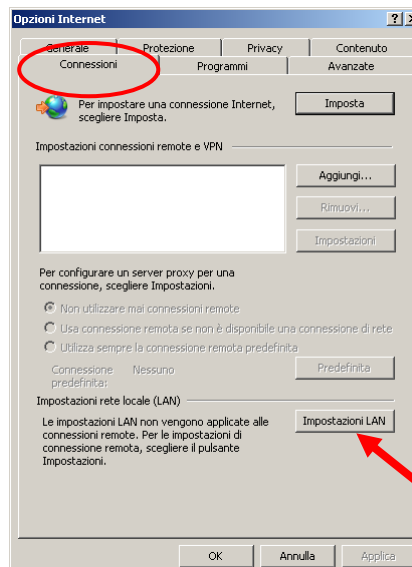 Opzioni Internet
Generale Protezione Privacy Contenuto
Connessioni Programmi Avanzate
Per impostare una connessione Internet,
scegliere Imposta.
Imposta
Impostazioni connessioni remote e VPN
Aggiungi...
Rimuovi...
Impostazioni
Per configurare un server proxy per una
connessione, scegliere Impostazioni.
Non utilizzare mai connessioni remote
Usa connessione remota se non è disponibile una connessione di rete
Utilizza sempre la connessione remota predefinita
Connessione
predefinita:
Nessuno
Predefinita
Impostazioni rete locale (LAN)
Le impostazioni LAN non vengono applicate alle
connessioni remote. Per le impostazioni di
connessione remota, scegliere il pulsante
Impostazioni.
Impostazioni LAN
OK Annulla Applica